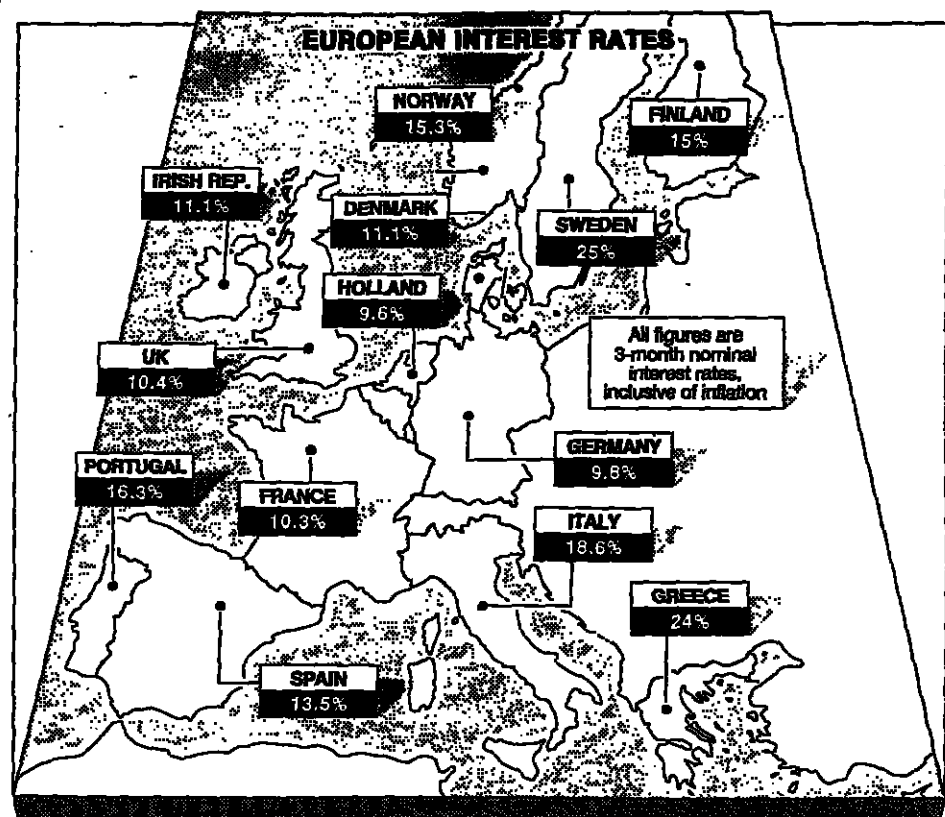 EUROPEAN INTEREST RATES
NORWAY
15.3%
FINLAND
15%
IRISH REP.
11.1%
DENMARK
11.1%
SWEDEN
25%
HOLLAND
9.6%
All figures are
3-month nominal
interest rates,
inclusive of inflation
UK
10.4%
GERMANY
9.8%
PORTUGAL
16.3%
FRANCE
10.3%
ITALY
18.6%
GREECE
24%
SPAIN
13.5%